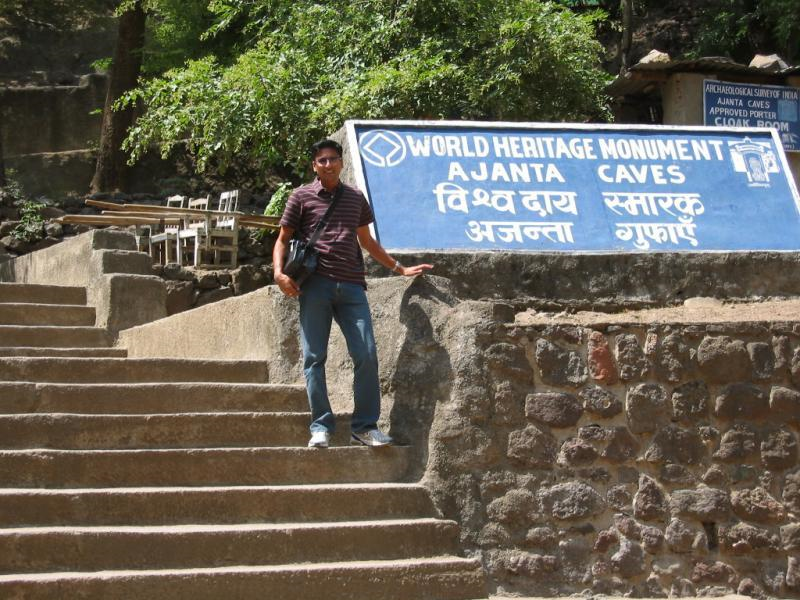 WORLD HERITAGE MONUMENT
AJANTA CAVES
विश्व दाय स्मारक
अजन्ता गुफाएँ
ARCHAEOLOGICAL SURVEY OF INDIA
AJANTA CAVES
APPROVED PORTER
CLOAK ROOM